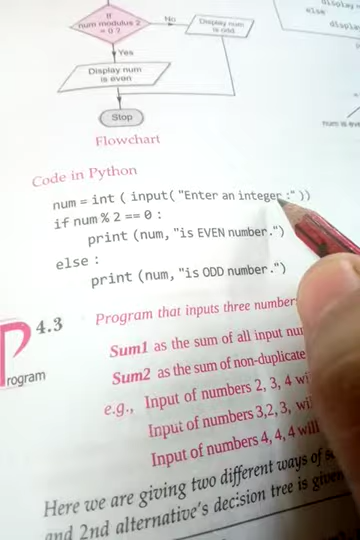 If
num modulus 2
= 0 ?
No
Display num
is odd
else
Yes
Display num
is even
Stop
num is
Flowchart
Code in Python
num = int ( input( "Enter an integer :" ))
if num % 2 == 0 :
print (num, "is EVEN number.")
else :
print (num, "is ODD number.")
Program 4.3
Program that inputs three
Sum1 as the sum of all input
Sum2 as the sum of non-duplicate
e.g., Input of numbers 2, 3, 4
Input of numbers 3,2, 3,
Input of numbers 4, 4, 4 will
Here we are giving two different ways of
and 2nd alternative's decision tree is given